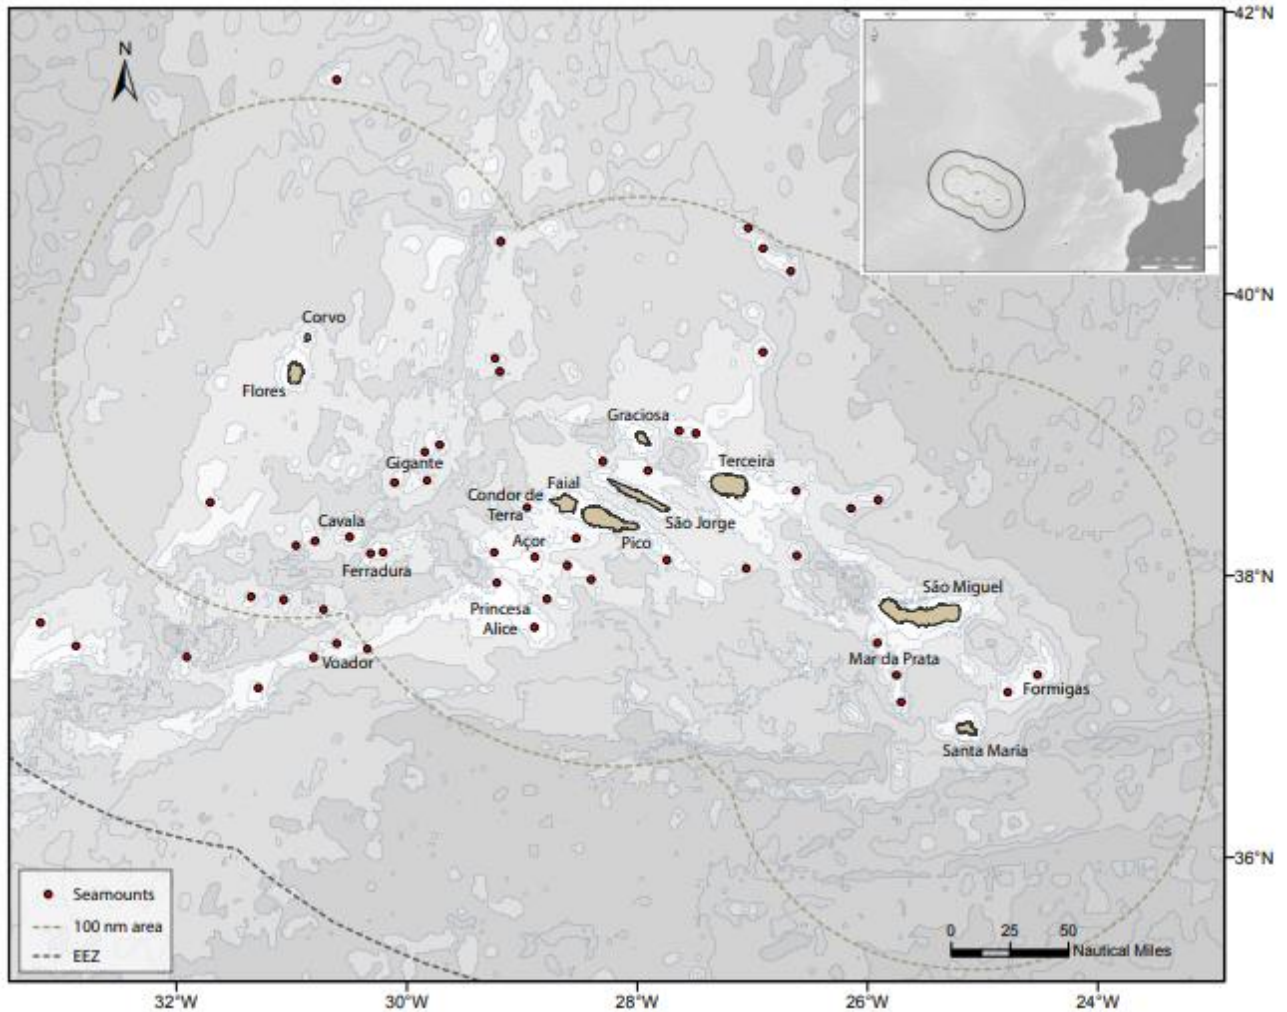 42°N
N
Corvo
40°N
Flores
Graciosa
Gigante
Terceira
Condor de
Terra
Faial
Cavala
São Jorge
Açor
Pico
Ferradura
38°N
São Miguel
Princesa
Alice
Voador
Mar da Prata
Formigas
Santa Maria
36°N
Seamounts
100 nm area
EEZ
0 25 50
Nautical Miles
32°W 30°W 28°W 26°W 24°W